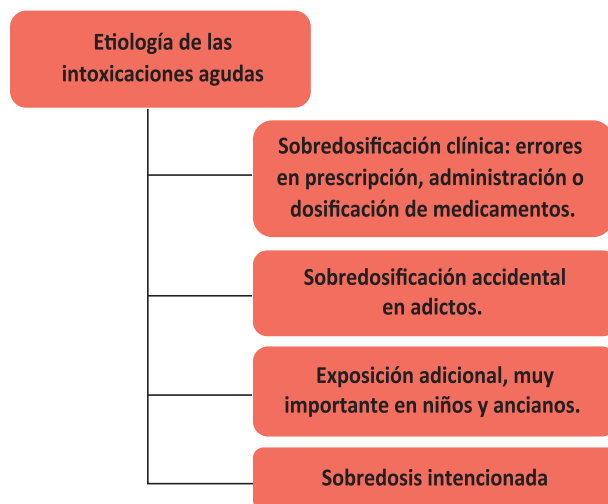 Etiología de las
intoxicaciones agudas
Sobredosificación clínica: errores
en prescripción, administración o
dosificación de medicamentos.
Sobredosificación accidental
en adictos.
Exposición adicional, muy
importante en niños y ancianos.
Sobredosis intencionada